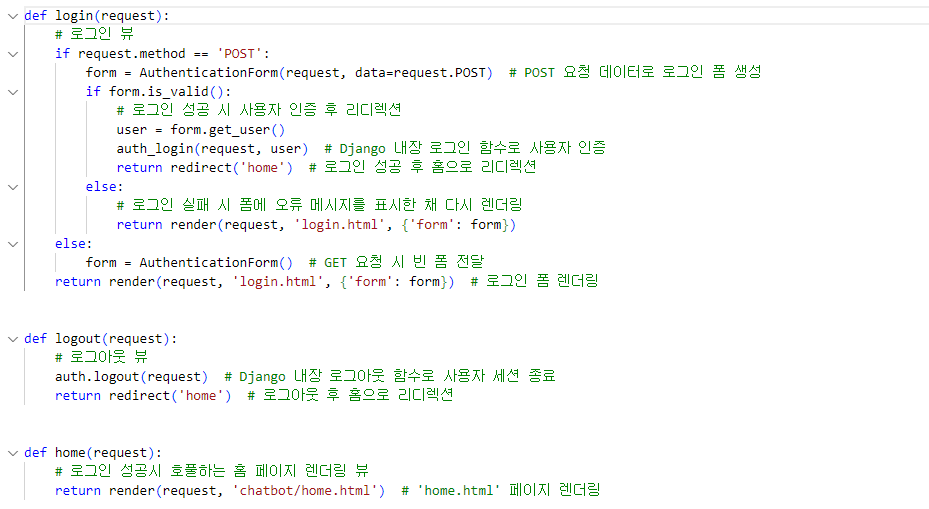 def login(request):
    # 로그인 뷰
    if request.method == 'POST':
        form = AuthenticationForm(request, data=request.POST)  # POST 요청 데이터로 로그인 폼 생성
        if form.is_valid():
            # 로그인 성공 시 사용자 인증 후 리디렉션
            user = form.get_user()
            auth_login(request, user)  # Django 내장 로그인 함수로 사용자 인증
            return redirect('home')  # 로그인 성공 후 홈으로 리디렉션
        else:
            # 로그인 실패 시 폼에 오류 메시지를 표시한 채 다시 렌더링
            return render(request, 'login.html', {'form': form})
    else:
        form = AuthenticationForm()  # GET 요청 시 빈 폼 전달
    return render(request, 'login.html', {'form': form})  # 로그인 폼 렌더링
def logout(request):
    # 로그아웃 뷰
    auth.logout(request)  # Django 내장 로그아웃 함수로 사용자 세션 종료
    return redirect('home')  # 로그아웃 후 홈으로 리디렉션
def home(request):
    # 로그인 성공시 호풀하는 홈 페이지 렌더링 뷰
    return render(request, 'chatbot/home.html')  # 'home.html' 페이지 렌더링